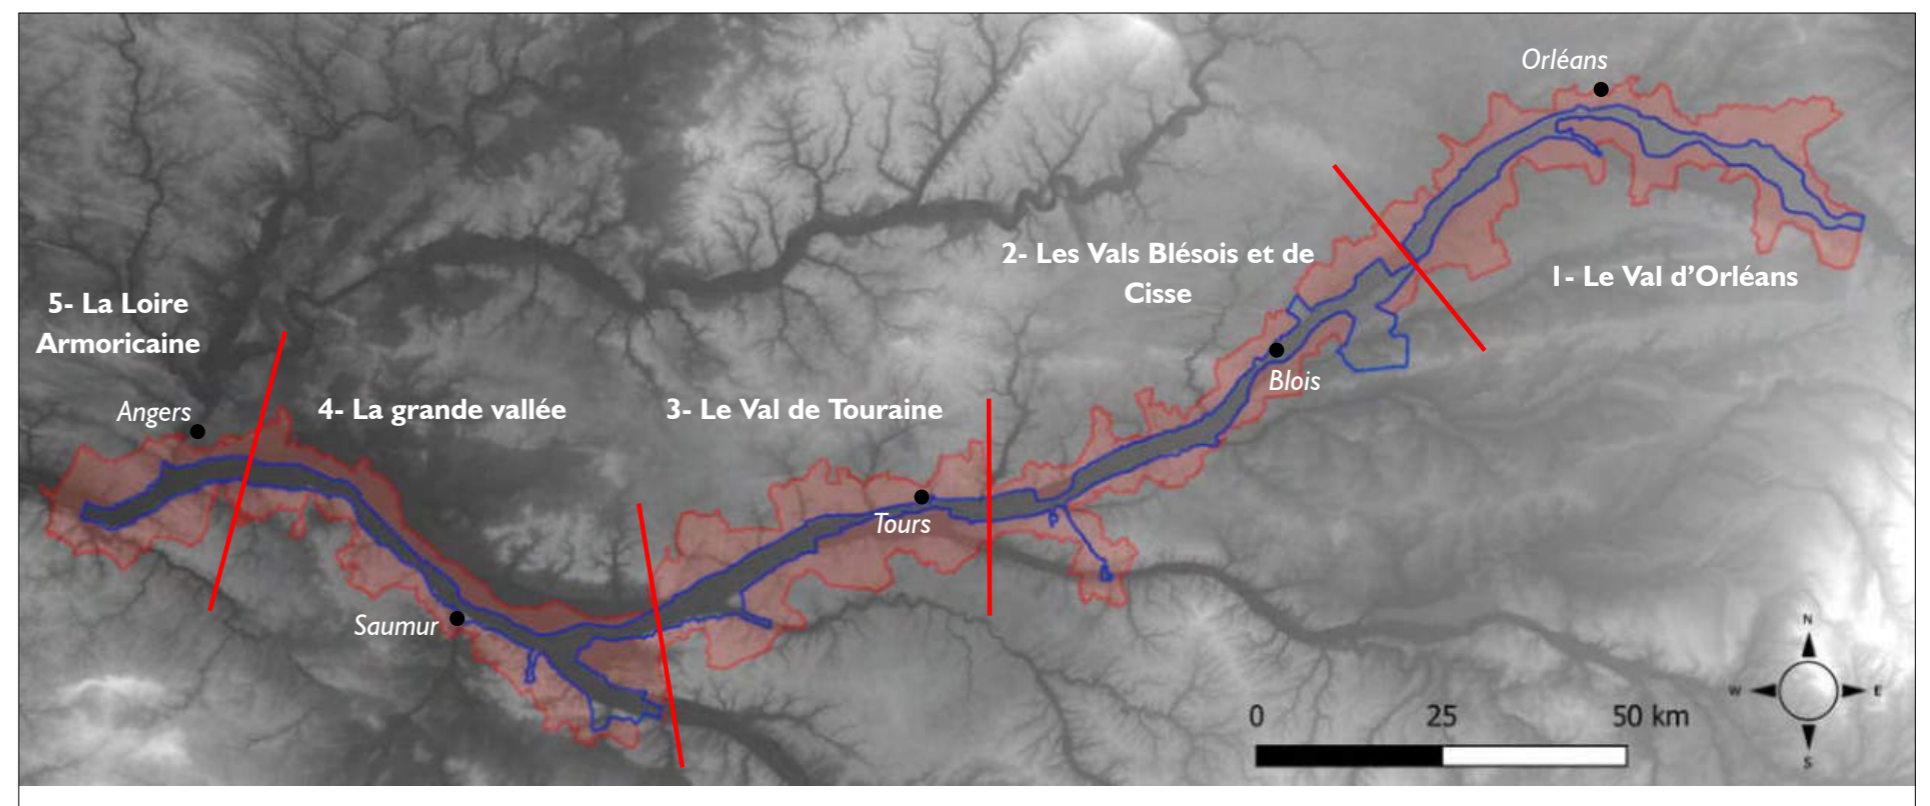 Orléans
2- Les Vals Blésois et de
Cisse
1- Le Val d'Orléans
5- La Loire
Armoricaine
Blois
Angers
4- La grande vallée
3- Le Val de Touraine
Tours
Saumur
N
W
E
S
0 25 50 km